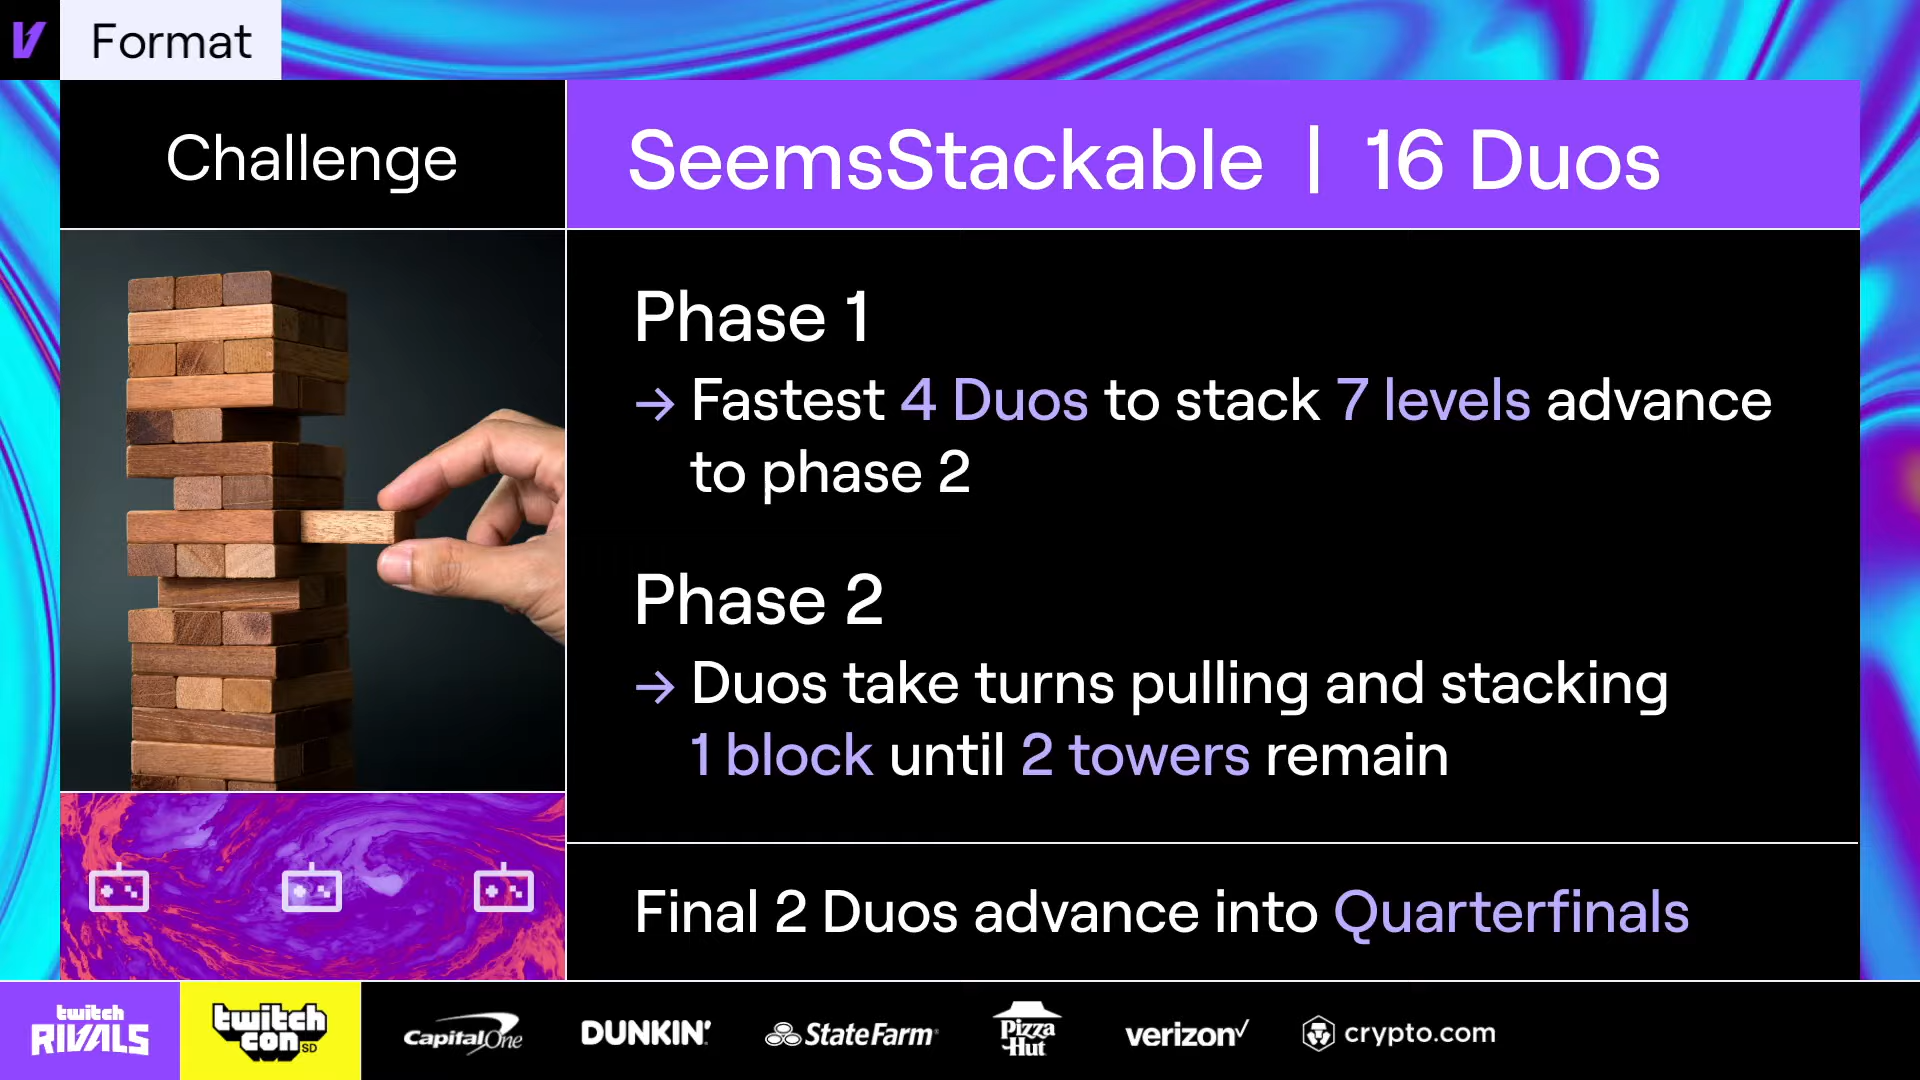 Format
Challenge
SeemsStackable | 16 Duos
Phase 1
→ Fastest 4 Duos to stack 7 levels advance
to phase 2
Phase 2
→ Duos take turns pulling and stacking
1 block until 2 towers remain
Final 2 Duos advance into Quarterfinals
twitch
RIVALS
twitch
con SD
Capital One
DUNKIN'
State Farm
Pizza
Hut
verizon✓
crypto.com